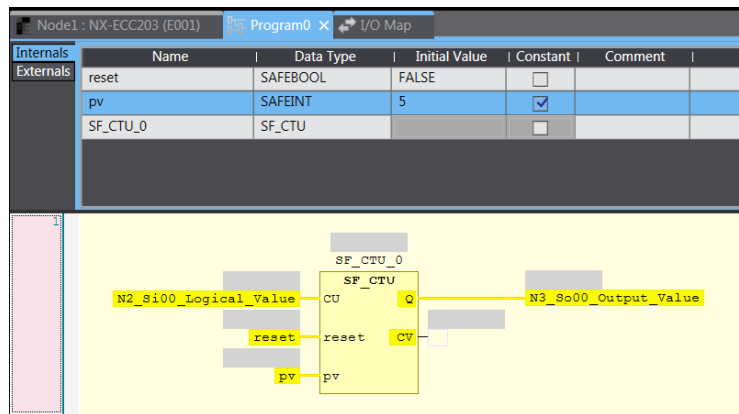 Node1 : NX-ECC203 (E001) Program0 × I/O Map
Internals
Externals
Name Data Type Initial Value Constant Comment
reset SAFEBOOL FALSE
pv SAFEINT 5
SF_CTU_0 SF_CTU
1
SF_CTU_0
SF_CTU
N2_Si00_Logical_Value CU Q N3_So00_Output_Value
reset reset CV
pv pv